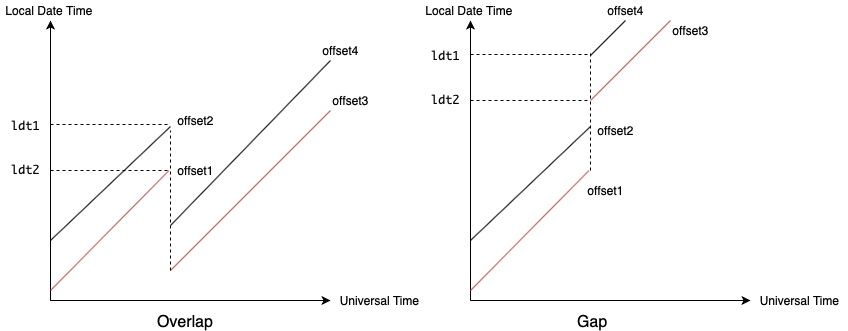 Local Date Time
offset4
ldt1
offset2
offset3
ldt2
offset1
Universal Time
Overlap
Local Date Time
offset4
offset3
ldt1
ldt2
offset2
offset1
Universal Time
Gap